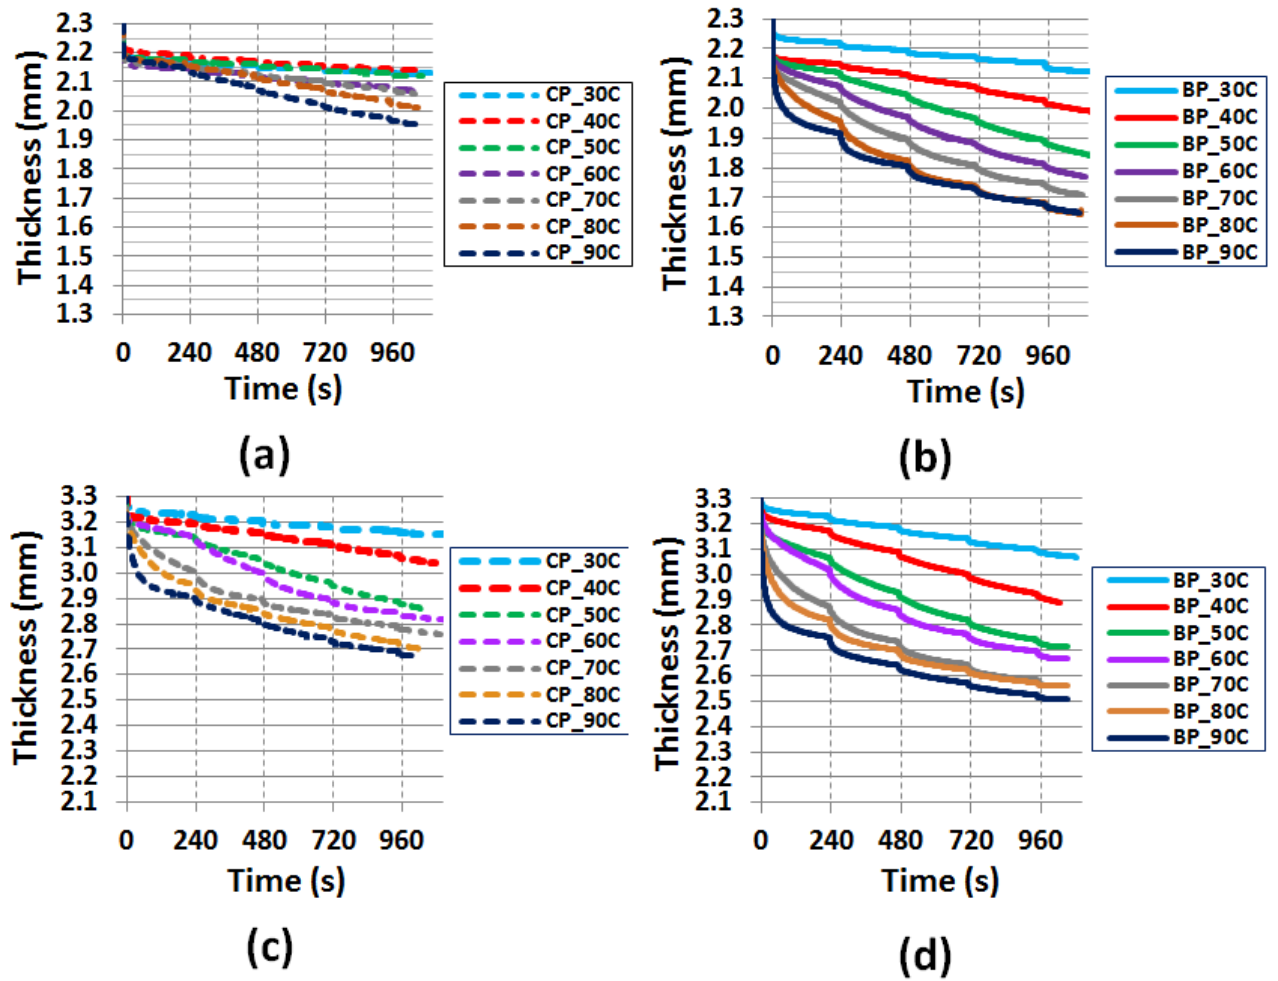 2.3
2.2
2.1
2.0
1.9
1.8
1.7
1.6
1.5
1.4
1.3
Thickness (mm)
0 240 480 720 960
Time (s)
CP_30C
CP_40C
CP_50C
CP_60C
CP_70C
CP_80C
CP_90C
(a)
2.3
2.2
2.1
2.0
1.9
1.8
1.7
1.6
1.5
1.4
1.3
Thickness (mm)
0 240 480 720 960
Time (s)
BP_30C
BP_40C
BP_50C
BP_60C
BP_70C
BP_80C
BP_90C
(b)
3.3
3.2
3.1
3.0
2.9
2.8
2.7
2.6
2.5
2.4
2.3
2.2
2.1
Thickness (mm)
0 240 480 720 960
Time (s)
CP_30C
CP_40C
CP_50C
CP_60C
CP_70C
CP_80C
CP_90C
(c)
3.3
3.2
3.1
3.0
2.9
2.8
2.7
2.6
2.5
2.4
2.3
2.2
2.1
Thickness (mm)
0 240 480 720 960
Time (s)
BP_30C
BP_40C
BP_50C
BP_60C
BP_70C
BP_80C
BP_90C
(d)